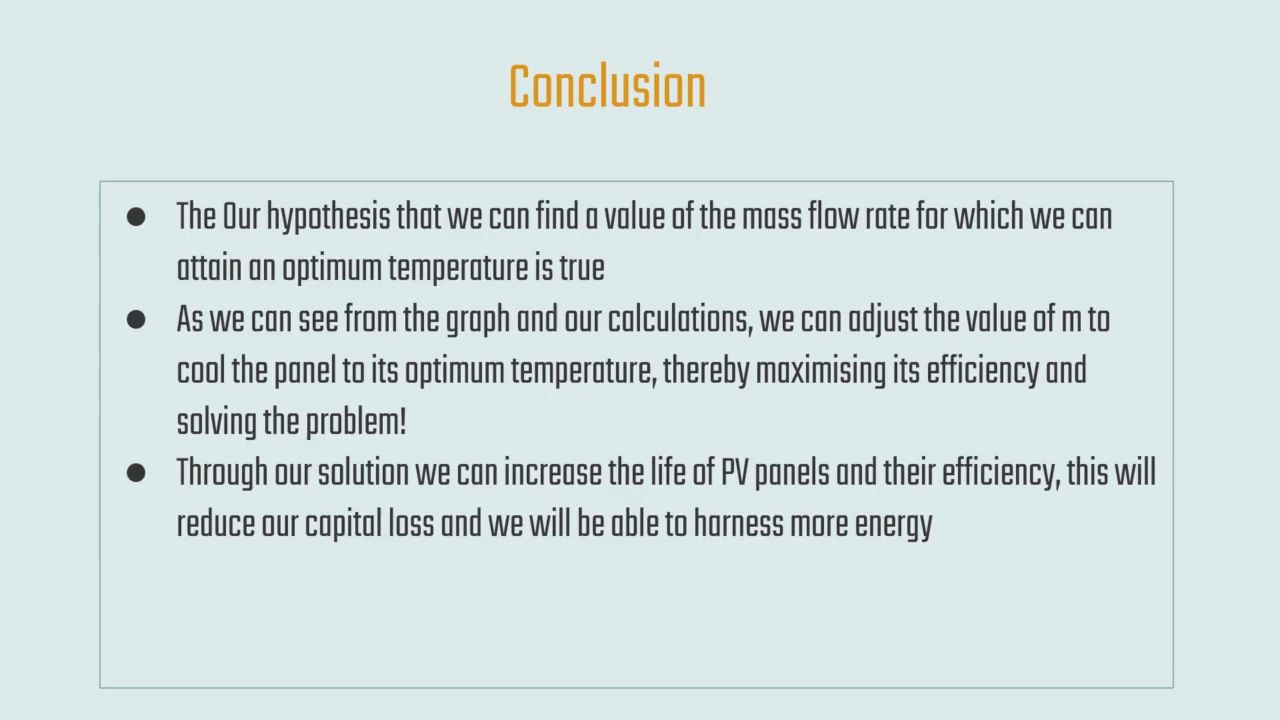 Conclusion
● The Our hypothesis that we can find a value of the mass flow rate for which we can
attain an optimum temperature is true
● As we can see from the graph and our calculations, we can adjust the value of m to
cool the panel to its optimum temperature, thereby maximising its efficiency and
solving the problem!
● Through our solution we can increase the life of PV panels and their efficiency, this will
reduce our capital loss and we will be able to harness more energy